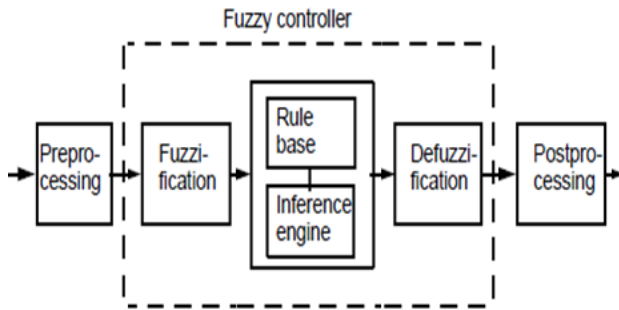 Fuzzy controller
Prepro-
cessing
Fuzzi-
fication
Rule
base
Inference
engine
Defuzzi-
fication
Postpro-
cessing